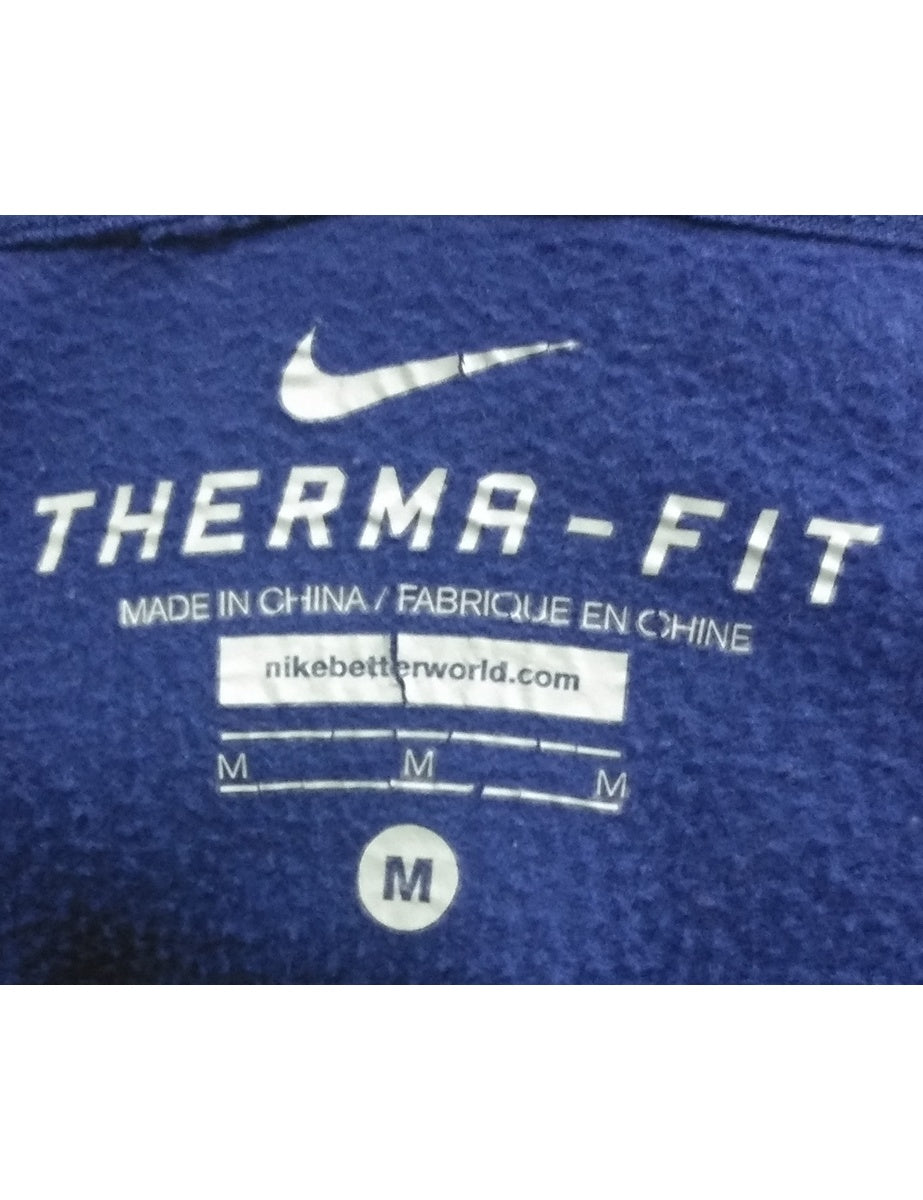 THERMA-FIT
MADE IN CHINA / FABRIQUE EN CHINE
nikebetterworld.com
M M M
M